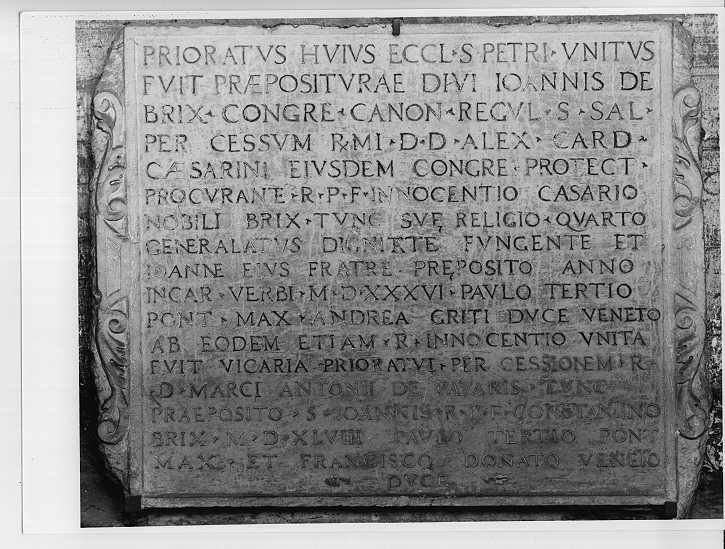 PRIORATVS HVIVS ECCL · S · PETRI · VNITVS
FVIT PRÆPOSITVRAE DIVI IOANNIS DE
BRIX · CONGRE · CANON · REGVL · S · SAL ·
PER CESSVM R̶MI · D · D · ALEX · CARD ·
CÆSARINI EIVSDEM CONGRE · PROTECT ·
PROCVRANTE · R · P · F · INNOCENTIO CASARIO
NOBILI BRIX · TVNC SVĘ RELIGIO · QVARTO
GENERALATVS DIGNITATE FVNGENTE ET
IOANNE EIVS FRATRE PRĘPOSITO ANNO
INCAR · VERBI · M · D · XXXVI · PAVLO TERTIO
PONT · MAX · ANDREA GRITI DVCE VENETO
AB EODEM ETIAM · R · INNOCENTIO VNITA
FVIT VICARIA PRIORATVI · PER CESSIONEM · R ·
D · MARCI ANTONII DE TVNC
PRAEPOSITO · S · IOANNIS · R · P · F · CONSTANTINO
BRIX · M · D · XLVIII PAVLO TERTIO PONT
MAX · ET FRANCISCO DONATO VENETO
DVCE